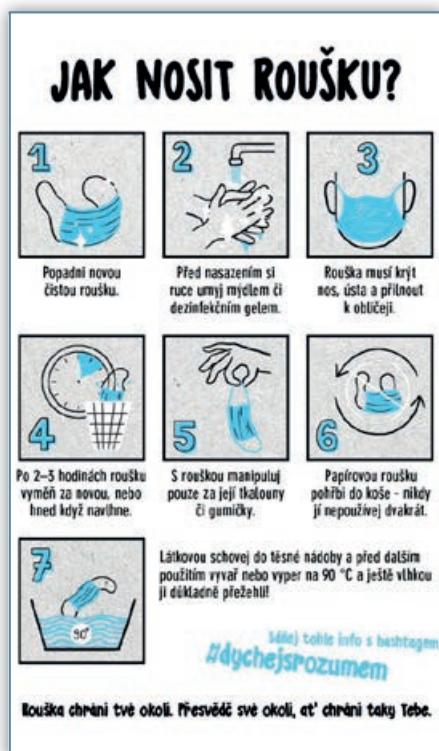 JAK NOSIT ROUŠKU?
1
Popadni novou
čistou roušku.
2
Před nasazením si
ruce umyj mýdlem či
dezinfekčním gelem.
3
Rouška musí krýt
nos, ústa a přilnout
k obličeji.
4
Po 2–3 hodinách roušku
vyměň za novou, nebo
hned když navlhne.
5
S rouškou manipuluj
pouze za její tkalouny
či gumičky.
6
Papírovou roušku
pohřbi do koše - nikdy
jí nepoužívej dvakrát.
7
90°
Látkovou schovej do těsné nádoby a před dalším
použitím vyvař nebo vyper na 90 °C a ještě vlhkou
ji důkladně přežehli!
Sdílej tohle info s hashtagem
#dychejsrozumem
Rouška chrání tvé okolí. Přesvědč své okolí, ať chrání taky Tebe.